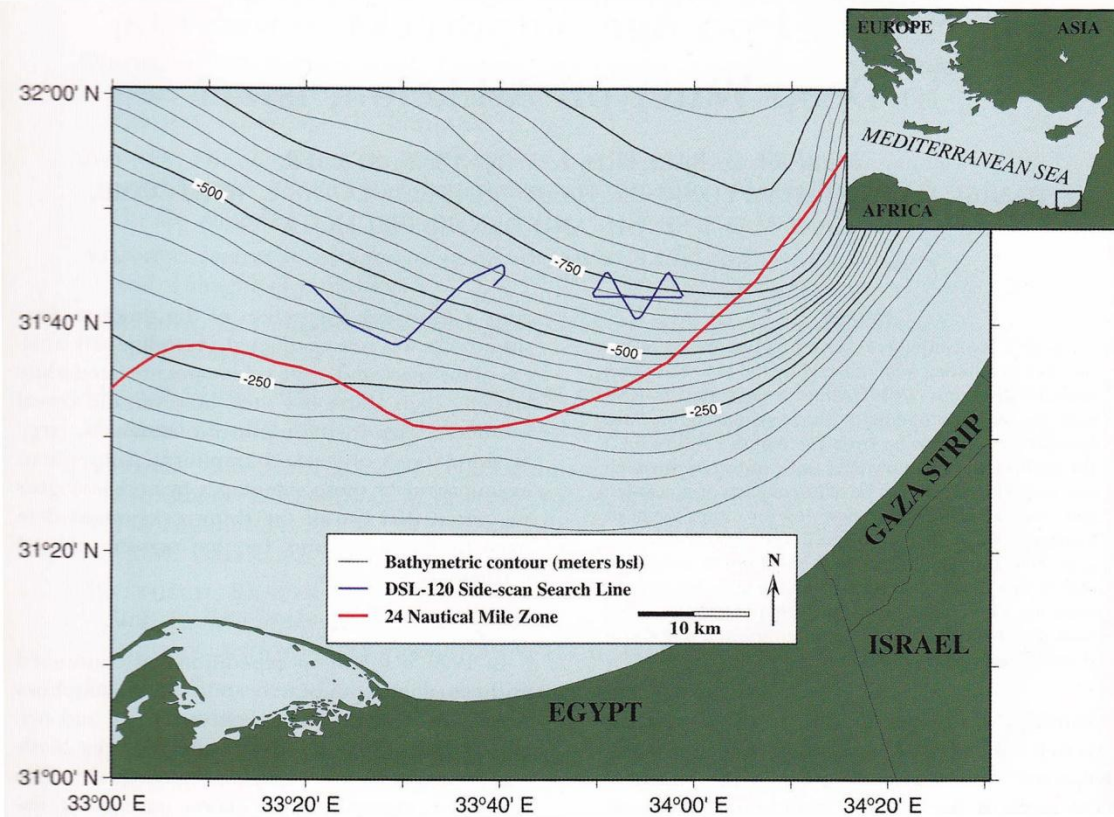 EUROPE
ASIA
MEDITERRANEAN SEA
AFRICA
32°00' N
31°40' N
31°20' N
31°00' N
-500
-750
-500
-250
-250
Bathymetric contour (meters bsl)
DSL-120 Side-scan Search Line
24 Nautical Mile Zone
N
10 km
GAZA STRIP
ISRAEL
EGYPT
33°00' E
33°20' E
33°40' E
34°00' E
34°20' E